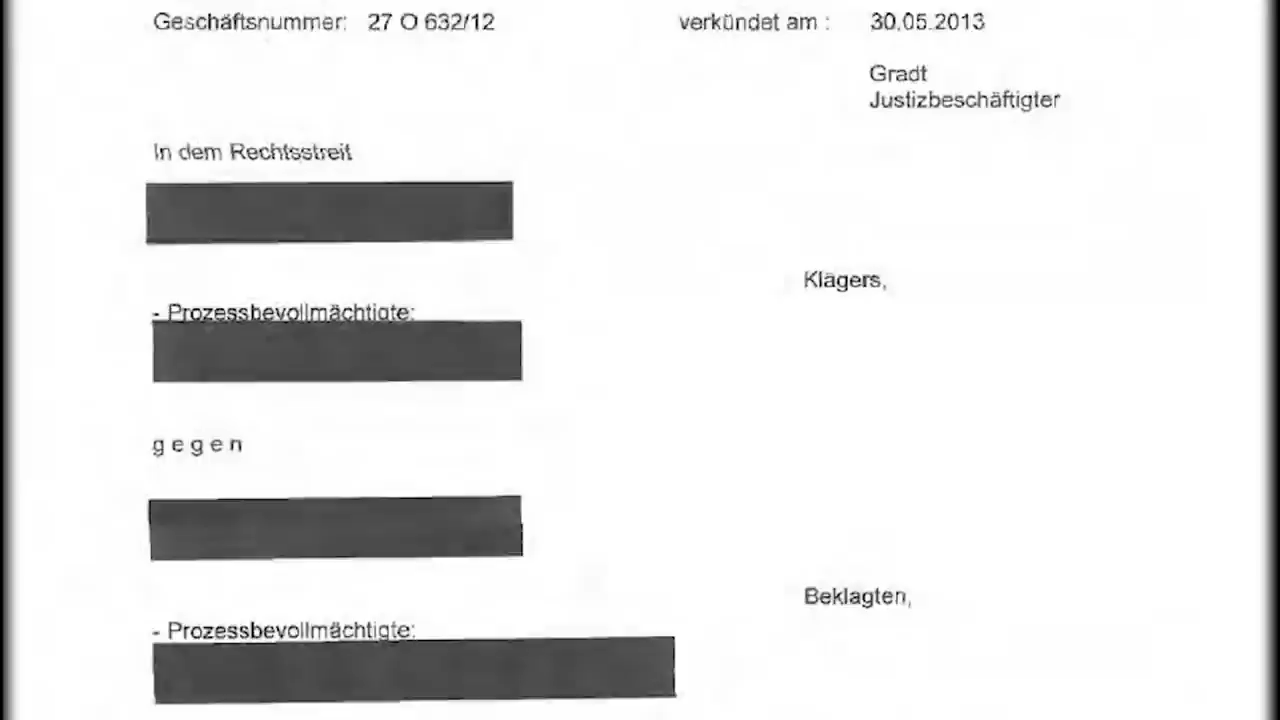 Geschäftsnummer: 27 O 632/12 verkündet am : 30.05.2013
Gradt
Justizbeschäftigter
In dem Rechtsstreit
Klägers,
- Prozessbevollmächtigte:
g e g e n
Beklagten,
- Prozessbevollmächtigte: